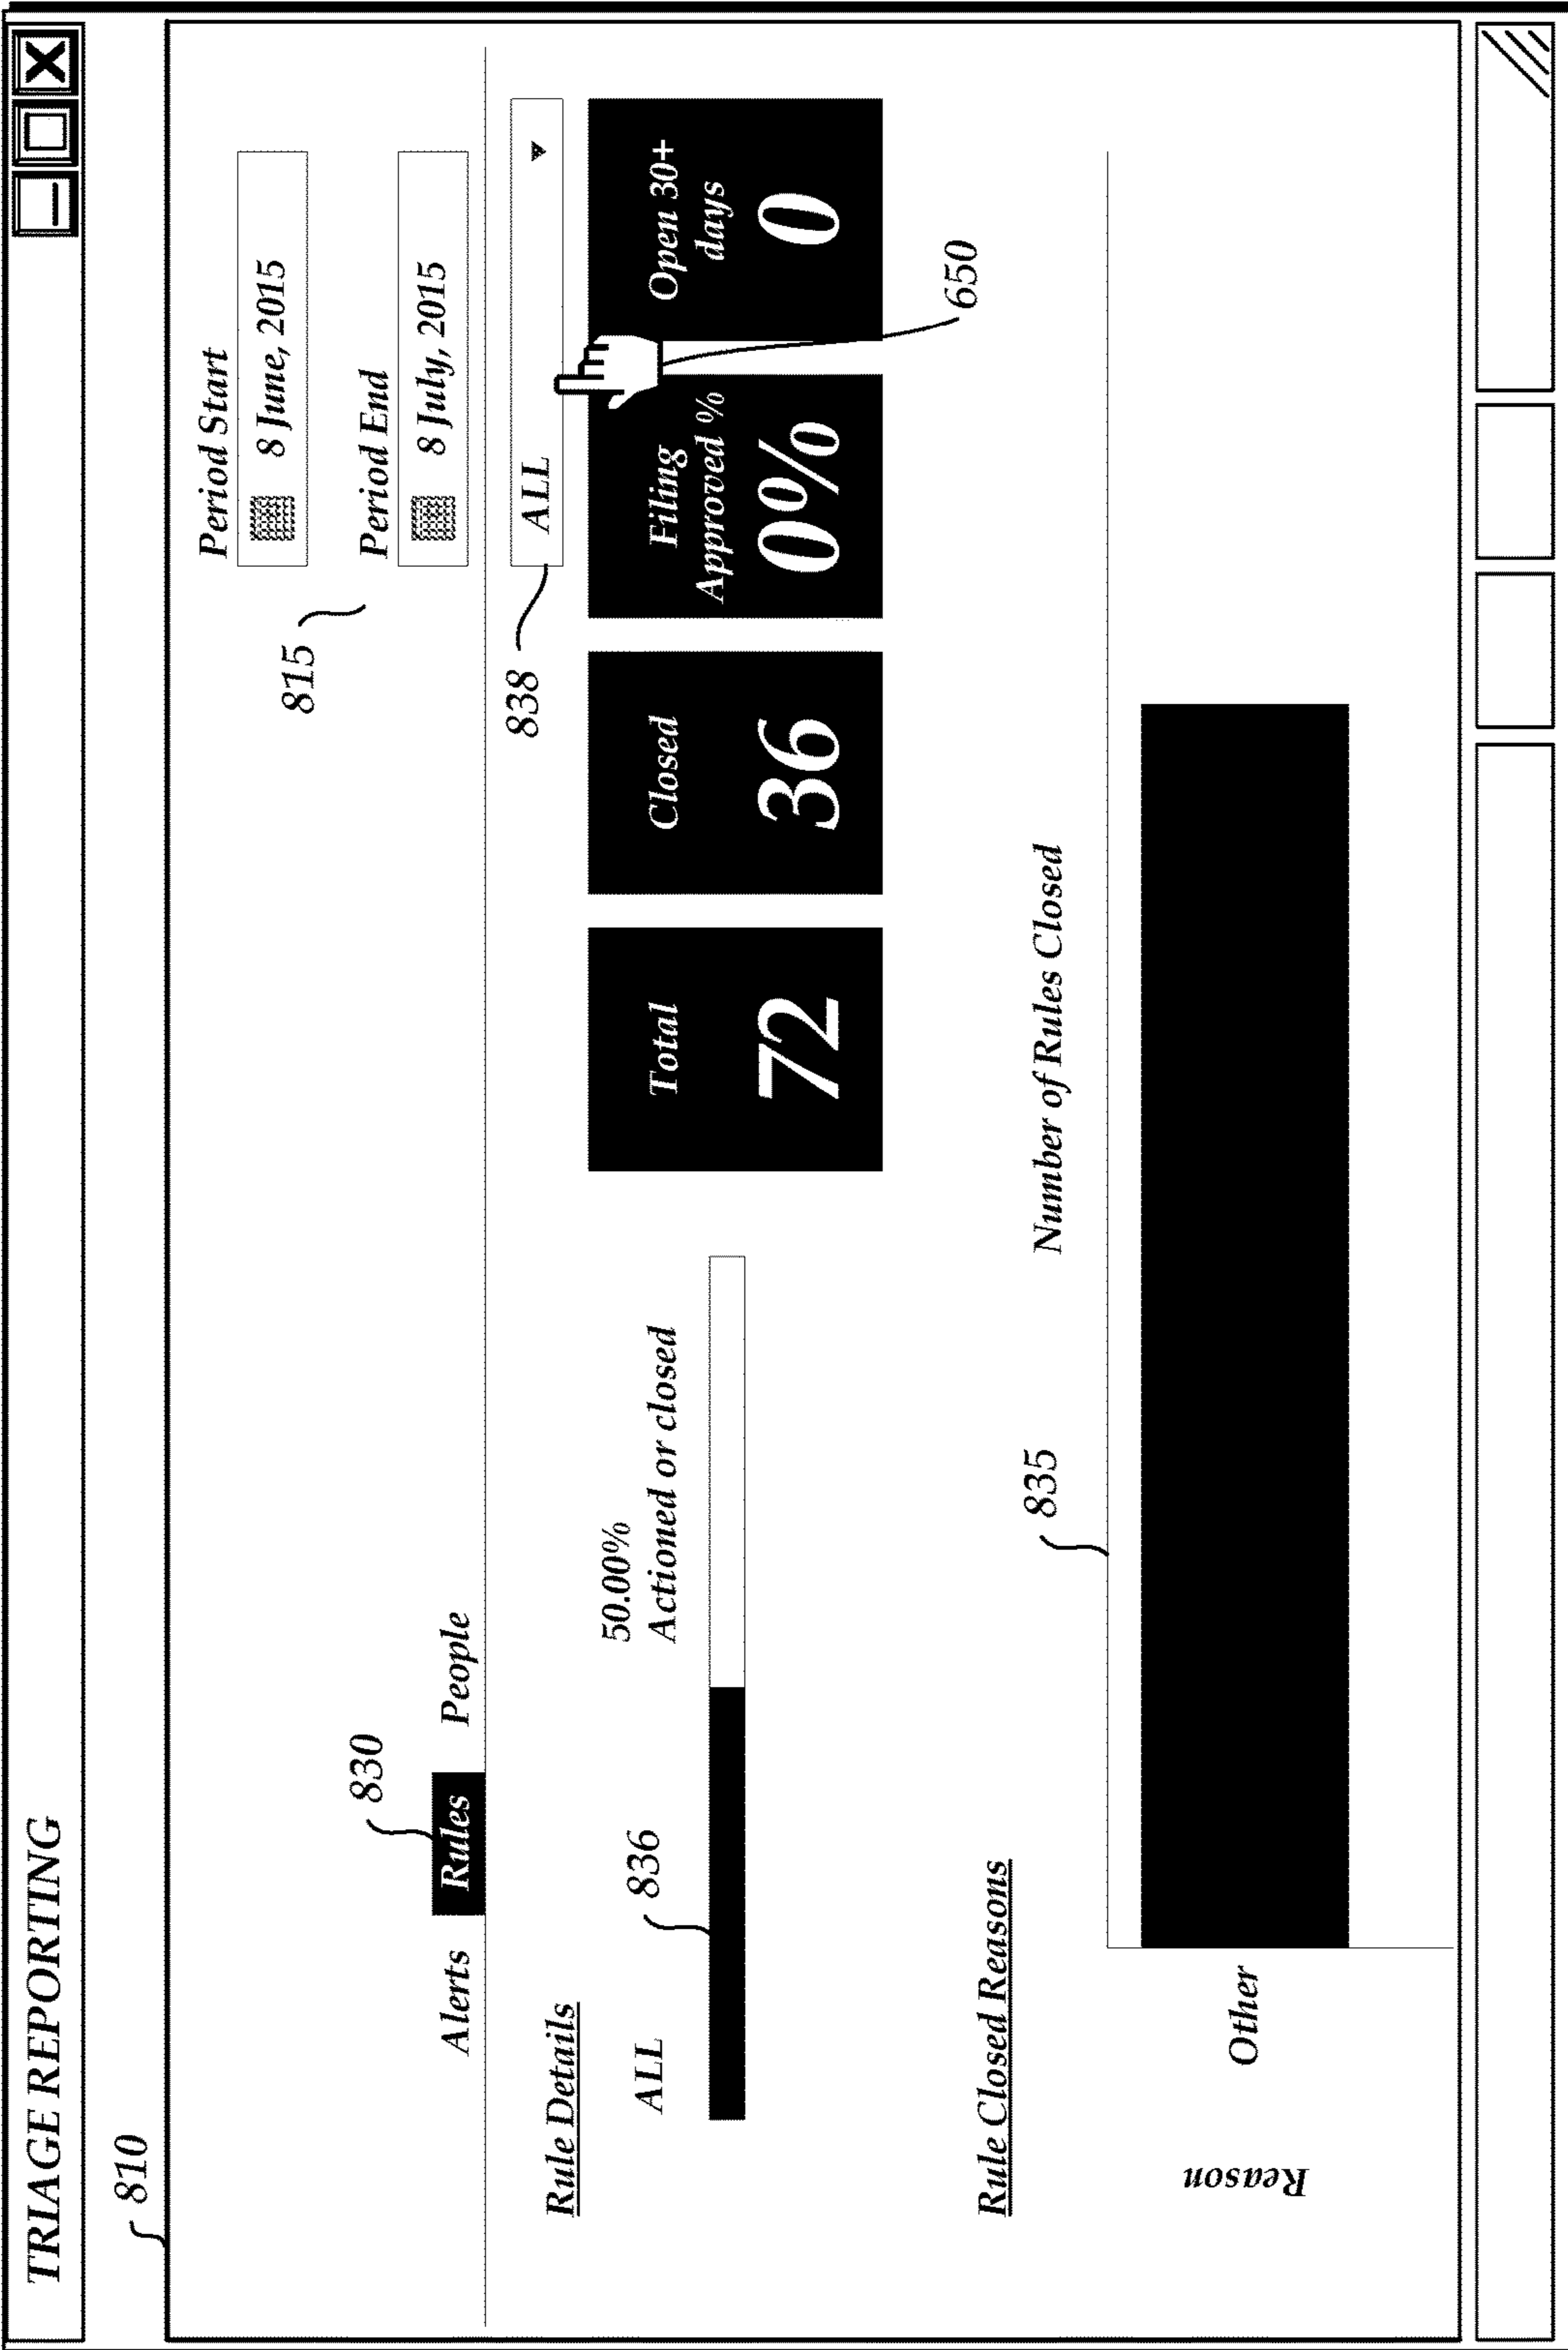 TRIAGE REPORTING
810
Period Start
8 June, 2015
815
Period End
8 July, 2015
830
Alerts Rules People
838
ALL
Rule Details
ALL
50.00%
Actioned or closed
836
Total
72
Closed
36
Filing
Approved %
0%
Open 30+
days
0
650
Rule Closed Reasons
835
Number of Rules Closed
Reason
Other